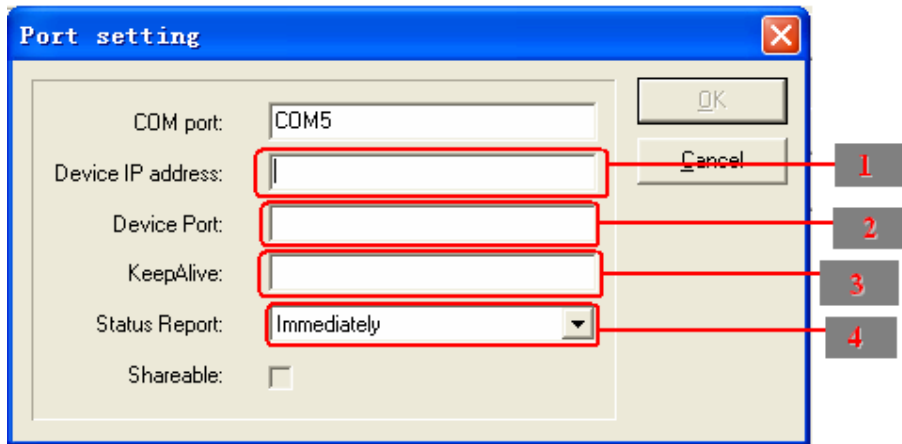 Port setting
COM port: COM5
OK
Device IP address:
Cancel
1
Device Port:
2
KeepAlive:
3
Status Report: Immediately
4
Shareable: